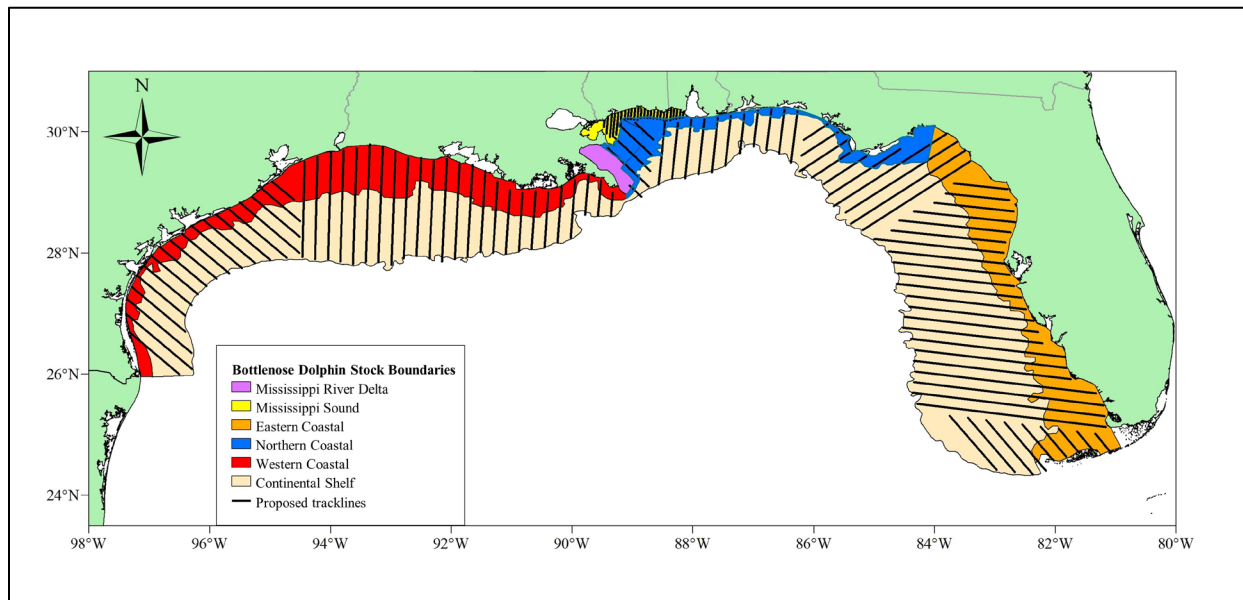 N
30°N
28°N
26°N
24°N
Bottlenose Dolphin Stock Boundaries
Mississippi River Delta
Mississippi Sound
Eastern Coastal
Northern Coastal
Western Coastal
Continental Shelf
Proposed tracklines
98°W 96°W 94°W 92°W 90°W 88°W 86°W 84°W 82°W 80°W